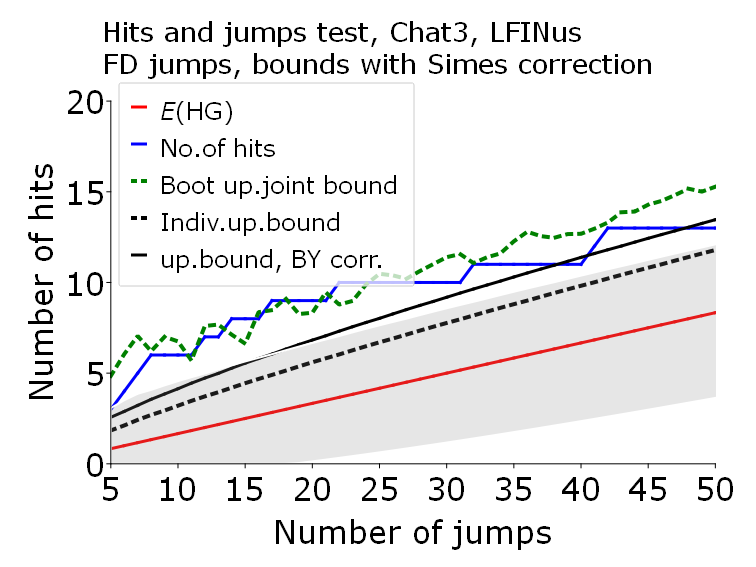 Hits and jumps test, Chat3, LFINus
FD jumps, bounds with Simes correction
E(HG)
No.of hits
Boot up.joint bound
Indiv.up.bound
up.bound, BY corr.
Number of hits
20
15
10
5
0
5 10 15 20 25 30 35 40 45 50
Number of jumps